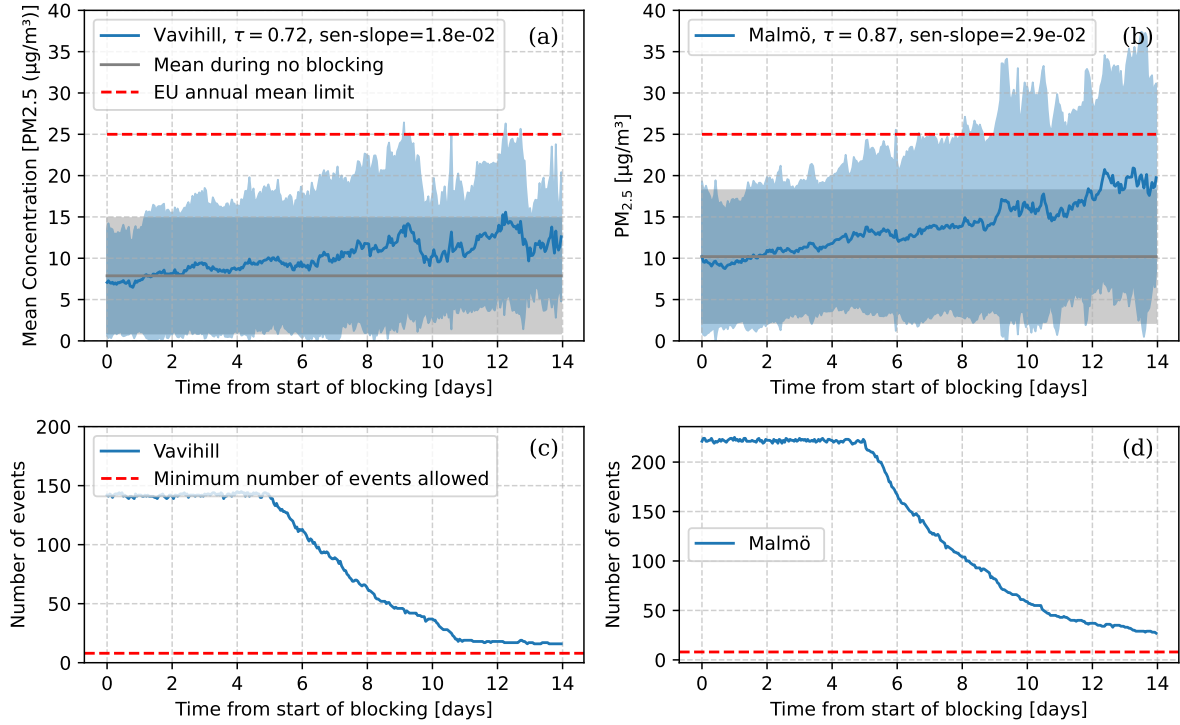 40
35
30
25
20
15
10
5
0
Mean Concentration [PM2.5 (µg/m³)]
Vavihill, τ = 0.72, sen-slope=1.8e-02
Mean during no blocking
EU annual mean limit
(a)
0 2 4 6 8 10 12 14
Time from start of blocking [days]
40
35
30
25
20
15
10
5
0
PM2.5 [µg/m³]
Malmö, τ = 0.87, sen-slope=2.9e-02
(b)
0 2 4 6 8 10 12 14
Time from start of blocking [days]
200
150
100
50
0
Number of events
Vavihill
Minimum number of events allowed
(c)
0 2 4 6 8 10 12 14
Time from start of blocking [days]
200
150
100
50
0
Number of events
Malmö
(d)
0 2 4 6 8 10 12 14
Time from start of blocking [days]